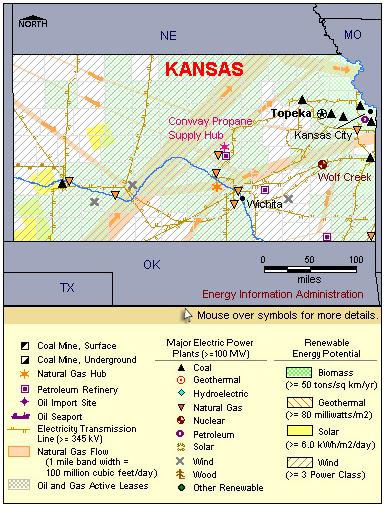 NE
MO
NORTH
KANSAS
Topeka
Conway Propane
Supply Hub
Kansas City
Wolf Creek
Wichita
OK
0 50 100
miles
TX
Energy Information Administration
Mouse over symbols for more details.
Coal Mine, Surface
Coal Mine, Underground
Natural Gas Hub
Petroleum Refinery
Oil Import Site
Oil Seaport
Electricity Transmission
Line (>= 345 kV)
Natural Gas Flow
(1 mile band width =
100 million cubic feet/day)
Oil and Gas Active Leases
Major Electric Power
Plants (>=100 MW)
Coal
Geothermal
Hydroelectric
Natural Gas
Nuclear
Petroleum
Solar
Wind
Wood
Other Renewable
Renewable
Energy Potential
Biomass
(>= 50 tons/sq km/yr)
Geothermal
(>= 80 milliwatts/m2)
Solar
(>= 6.0 kWh/m2/day)
Wind
(>= 3 Power Class)